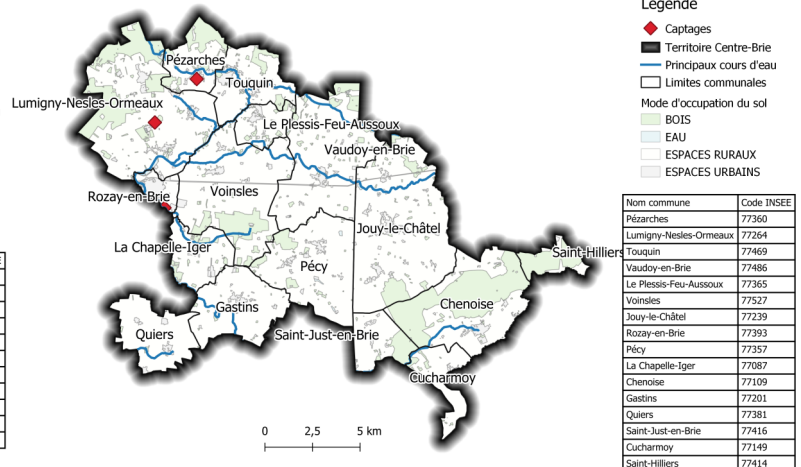 Légende
Captages
Territoire Centre-Brie
Principaux cours d'eau
Limites communales
Mode d'occupation du sol
BOIS
EAU
ESPACES RURAUX
ESPACES URBAINS
Pézarches
Touquin
Lumigny-Nesles-Ormeaux
Le Plessis-Feu-Aussoux
Vaudoy-en-Brie
Rozay-en-Brie
Voinsles
Jouy-le-Châtel
La Chapelle-Iger
Saint-Hilliers
Pécy
Chenoise
Gastins
Quiers
Saint-Just-en-Brie
Cucharmoy
0 2,5 5 km
Nom commune Code INSEE
Pézarches 77360
Lumigny-Nesles-Ormeaux 77264
Touquin 77469
Vaudoy-en-Brie 77486
Le Plessis-Feu-Aussoux 77365
Voinsles 77527
Jouy-le-Châtel 77239
Rozay-en-Brie 77393
Pécy 77357
La Chapelle-Iger 77087
Chenoise 77109
Gastins 77201
Quiers 77381
Saint-Just-en-Brie 77416
Cucharmoy 77149
Saint-Hilliers 77414